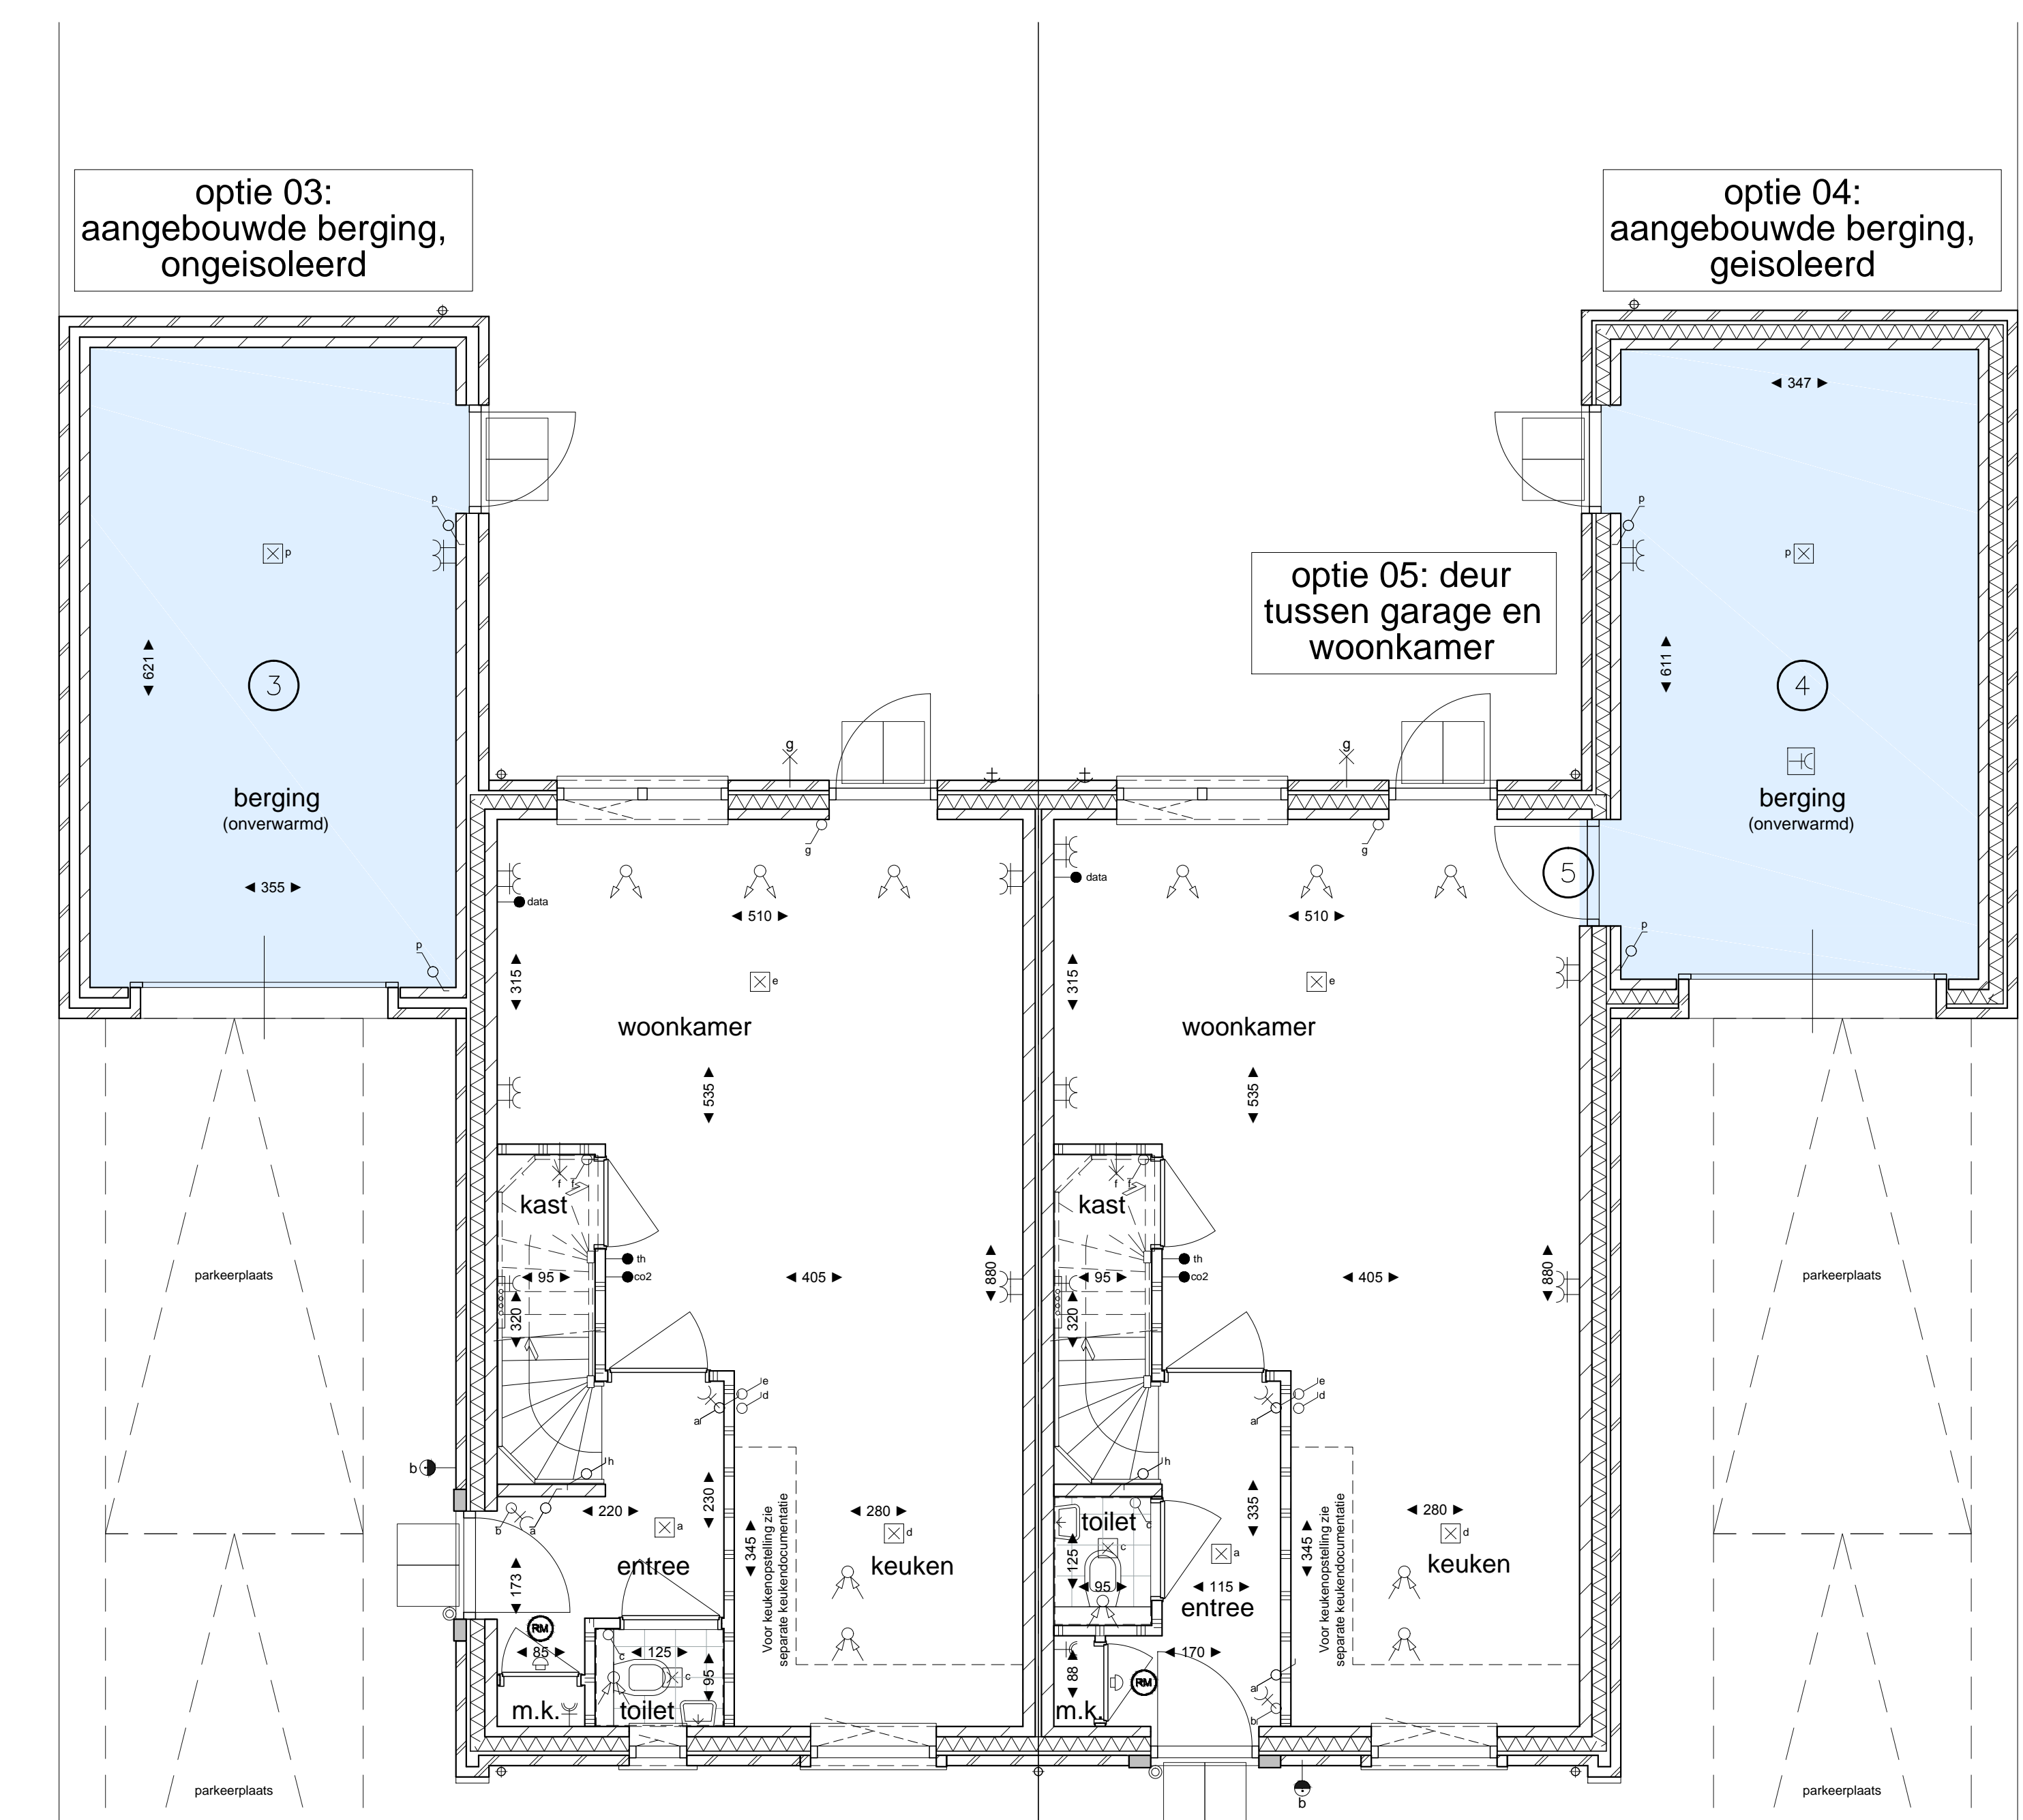 optie 03:
aangebouwde berging,
ongeisoleerd
optie 04:
aangebouwde berging,
geisoleerd
347
p
p
optie 05: deur
tussen garage en
woonkamer
p
p
621
3
611
4
g
g
berging
(onverwarmd)
berging
(onverwarmd)
g
g
355
data
data
5
510
510
p
p
315
315
e
e
woonkamer
woonkamer
535
535
f
f
f
f
kast
kast
th
th
co2
co2
95
405
880
95
405
880
320
320
parkeerplaats
parkeerplaats
e
d
a
e
d
a
h
h
b
220
230
280
335
280
b
a
a
d
toilet
c
c
a
d
345
Voor keukenopstelling zie
separate keukendocumentatie
345
Voor keukenopstelling zie
separate keukendocumentatie
entree
keuken
keuken
173
125
95
115
entree
RM
85
c
125
c
95
170
88
RM
a
b
m.k.
toilet
m.k.
parkeerplaats
b
parkeerplaats